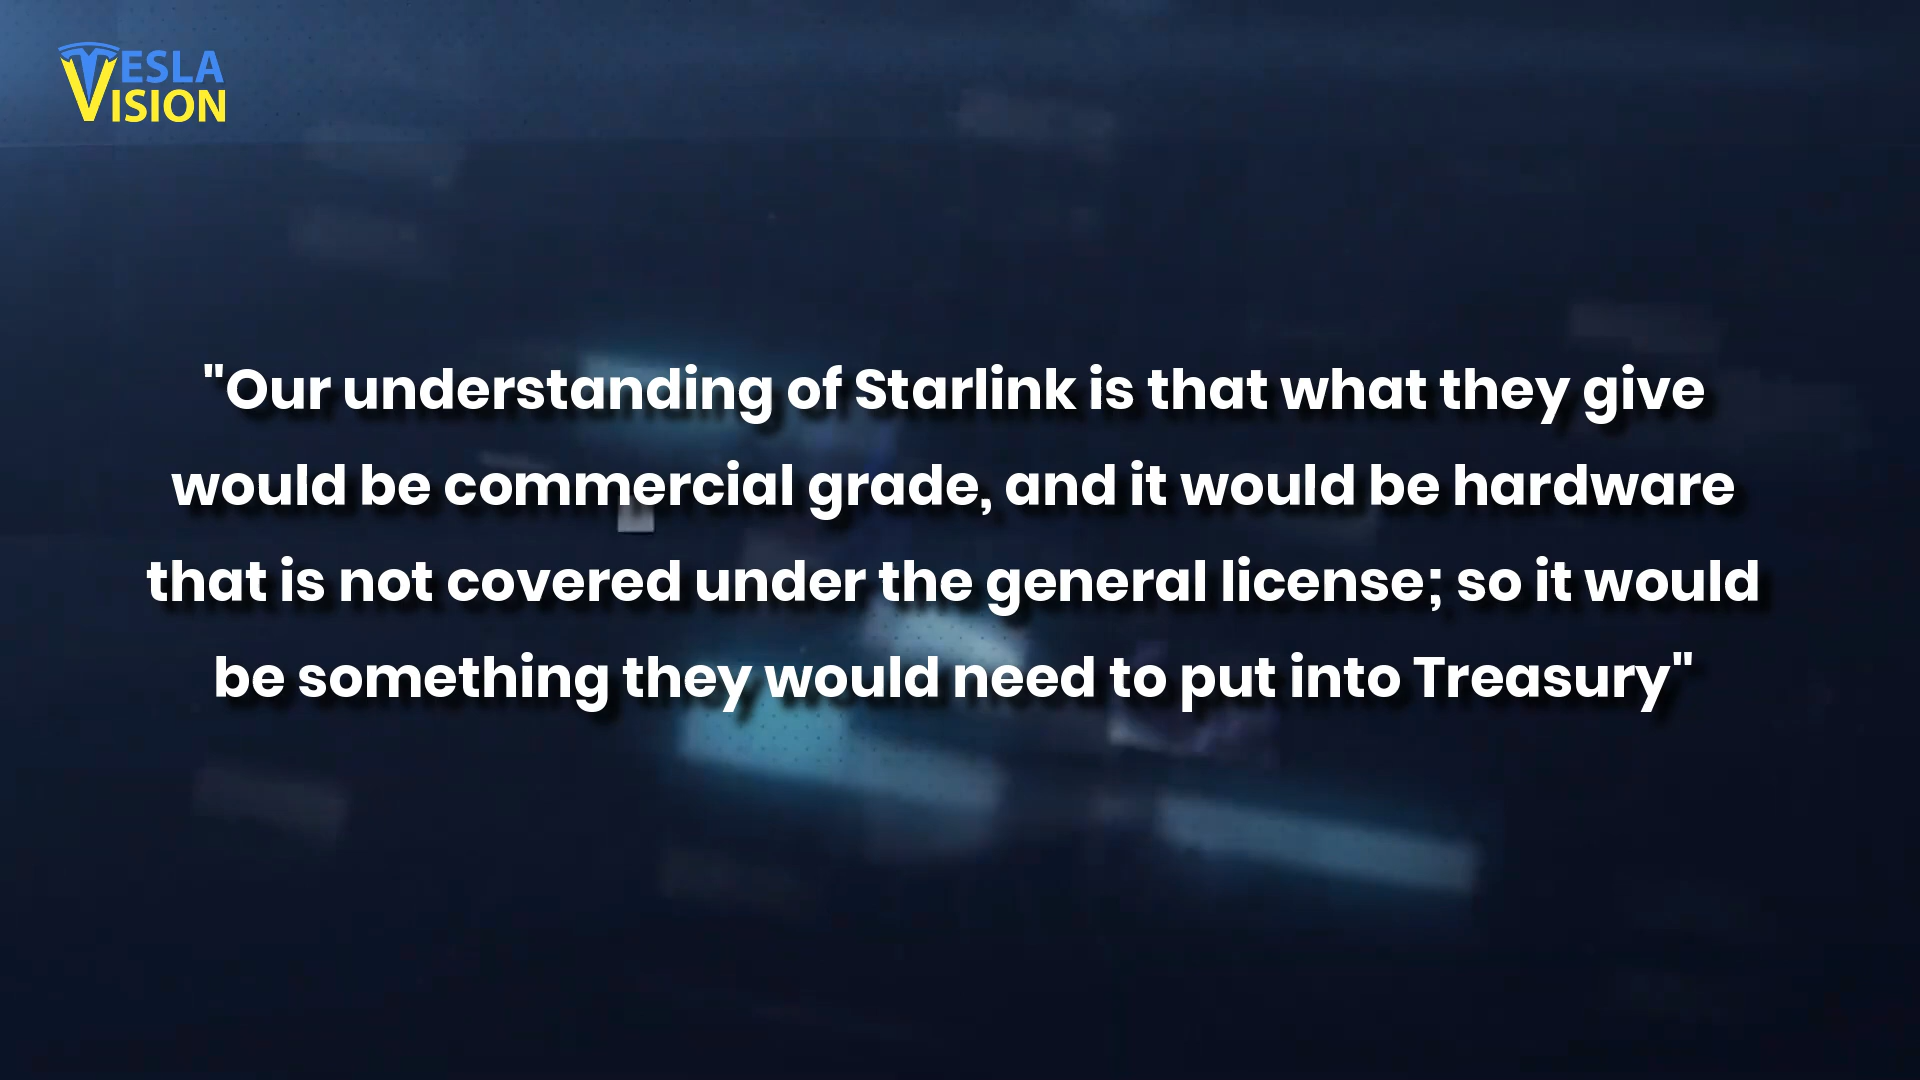 TESLA
VISION
"Our understanding of Starlink is that what they give
would be commercial grade, and it would be hardware
that is not covered under the general license; so it would
be something they would need to put into Treasury"